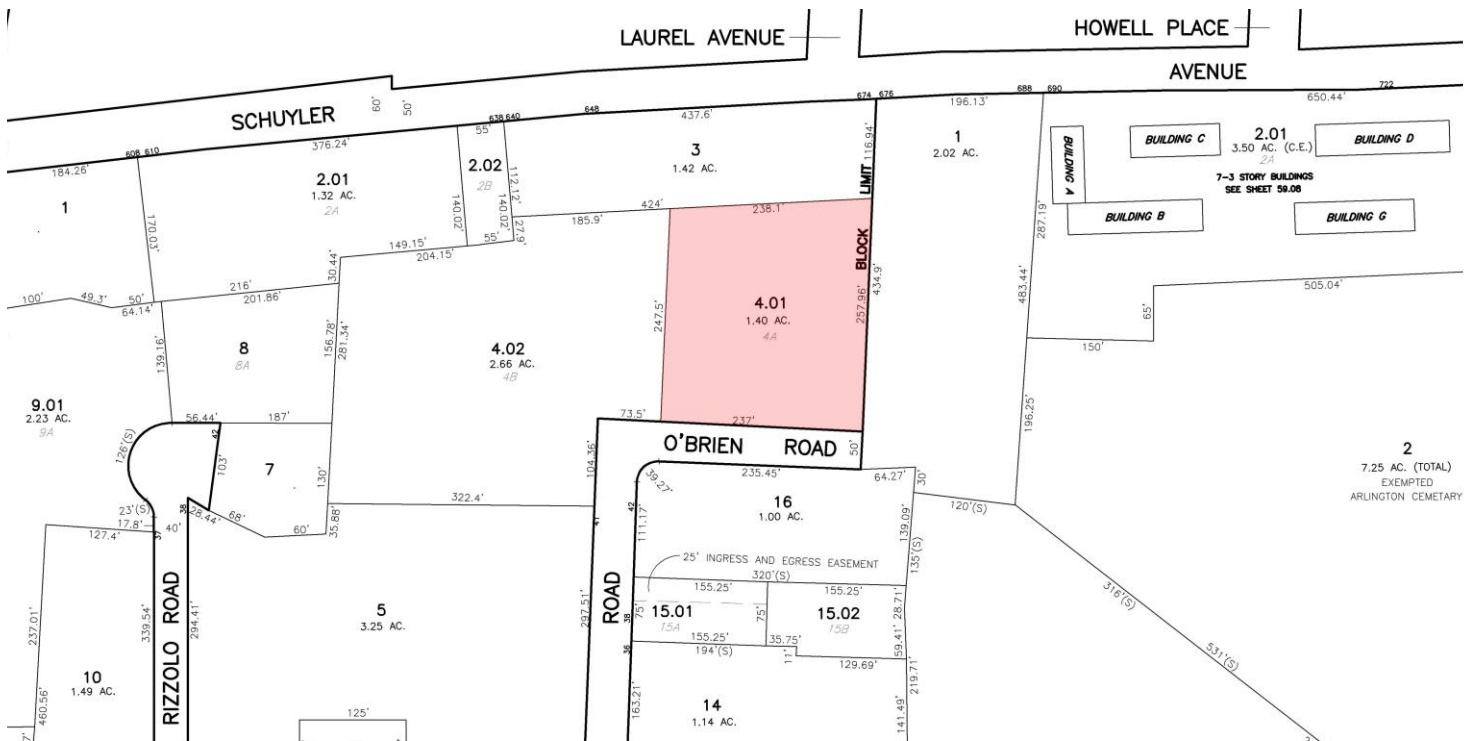 LAUREL AVENUE
HOWELL PLACE
AVENUE
SCHUYLER
60'
50'
674 676
196.13'
688 690
722
650.44'
648
437.6'
638 640
55'
376.24'
608 610
184.26'
1
170.03'
2.01
1.32 AC.
2A
2.02
2B
140.02'
112.12'
140.02'
27.9'
3
1.42 AC.
LIMIT
116.94'
1
2.02 AC.
287.19'
BUILDING A
BUILDING C
2.01
3.50 AC. (C.E.)
2A
7-3 STORY BUILDINGS
SEE SHEET 59.08
BUILDING D
BUILDING B
BUILDING G
424'
185.9'
238.1'
149.15'
55'
204.15'
30.44'
BLOCK
434.9'
257.96'
483.44'
505.04'
65'
150'
100'
49.3'
50'
64.14'
216'
201.86'
139.16'
8
8A
156.78'
281.34'
4.02
2.66 AC.
4B
247.5'
4.01
1.40 AC.
4A
196.25'
9.01
2.23 AC.
9A
56.44'
187'
42
126'(S)
103'
7
130'
73.5'
237'
O'BRIEN ROAD
50'
104.36'
39.27'
235.45'
64.27'
30'
2
7.25 AC. (TOTAL)
EXEMPTED
ARLINGTON CEMETARY
322.4'
35.88'
23'(S)
17.8'
37
40'
38
28.44'
68'
60'
127.4'
41
42
111.17'
16
1.00 AC.
139.09'
135'(S)
120'(S)
25' INGRESS AND EGRESS EASEMENT
320'(S)
155.25'
155.25'
316'(S)
531'(S)
237.01'
339.54'
294.41'
RIZZOLO ROAD
5
3.25 AC.
297.51'
ROAD
38
36
75'
15.01
15A
75'
15.02
15B
28.71'
59.41'
155.25'
35.75'
194'(S)
11'
129.69'
219.71'
10
1.49 AC.
460.56'
125'
163.21'
14
1.14 AC.
141.49'